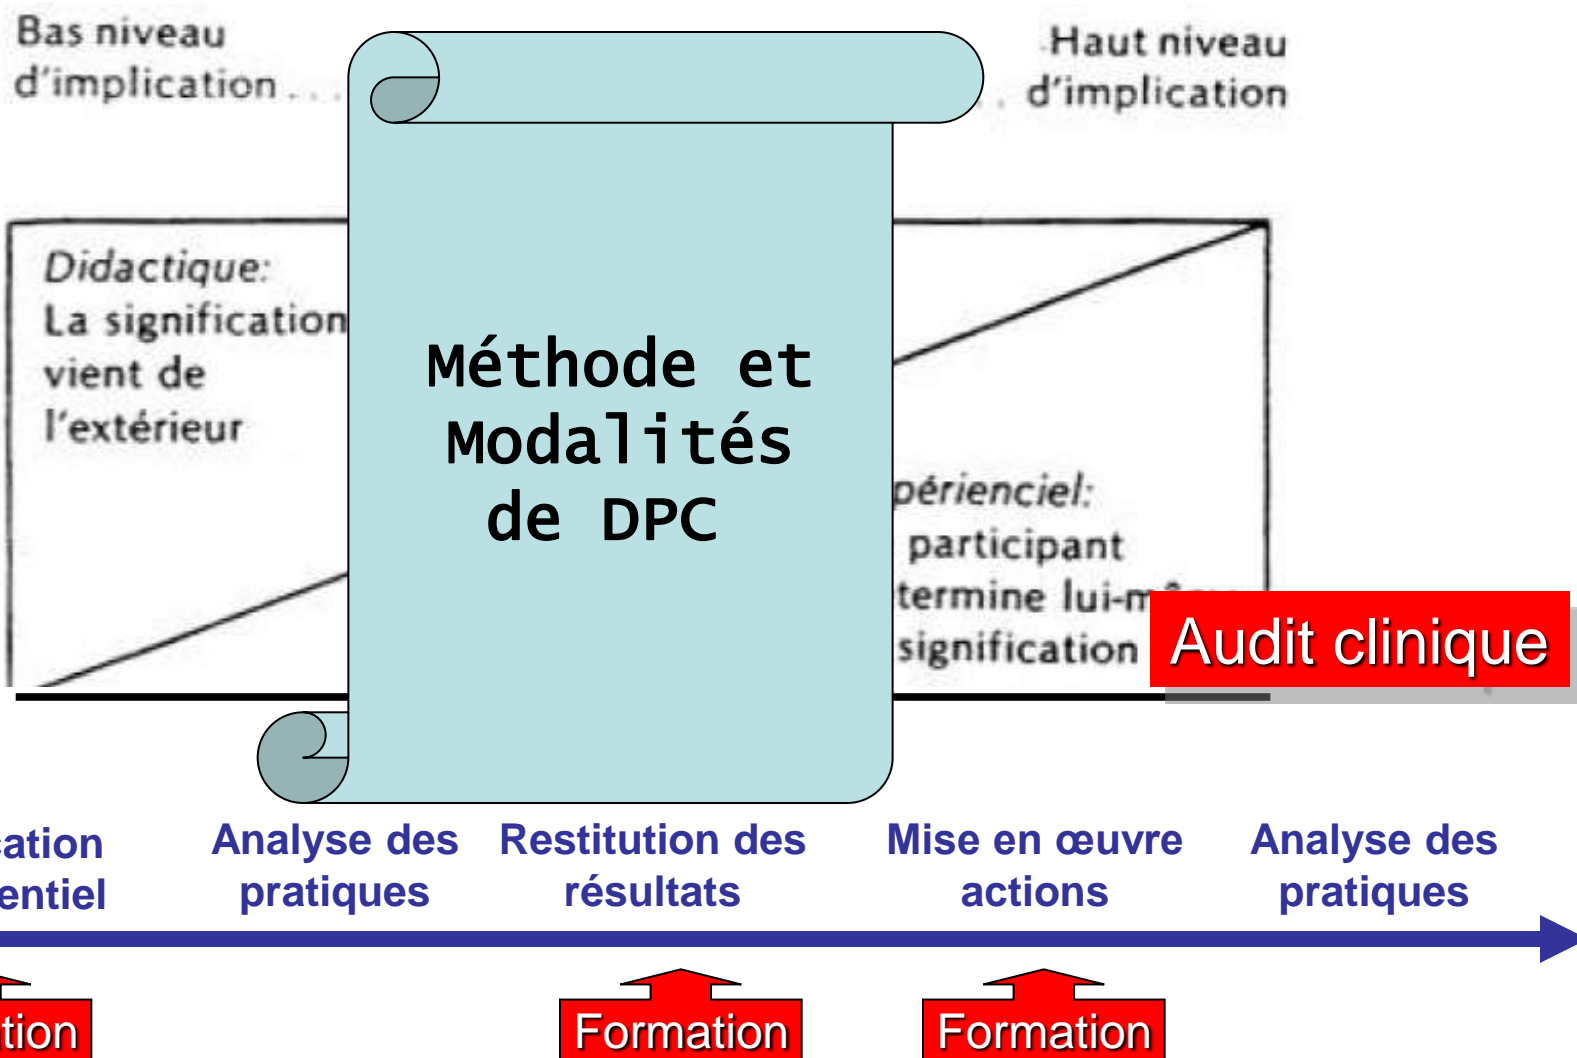 Bas niveau
d'implication . . .
Haut niveau
. . d'implication
Didactique:
La signification
vient de
l'extérieur
Méthode et
Modalités
de DPC
périenciel:
participant
termine lui-même
signification
Audit clinique
cation
entiel
Analyse des
pratiques
Restitution des
résultats
Mise en œuvre
actions
Analyse des
pratiques
tion
Formation
Formation